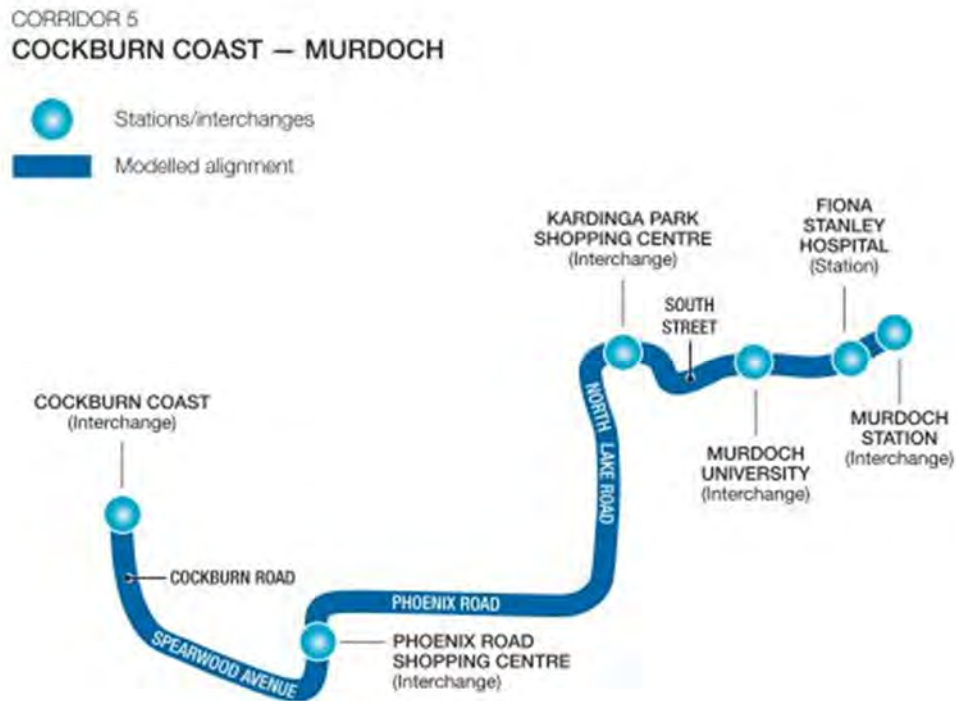 CORRIDOR 5
COCKBURN COAST – MURDOCH
Stations/interchanges
Modelled alignment
FIONA
STANLEY
HOSPITAL
(Station)
KARDINGA PARK
SHOPPING CENTRE
(Interchange)
SOUTH
STREET
COCKBURN COAST
(Interchange)
NORTH LAKE ROAD
MURDOCH
UNIVERSITY
(Interchange)
MURDOCH
STATION
(Interchange)
COCKBURN ROAD
PHOENIX ROAD
SPEARWOOD AVENUE
PHOENIX ROAD
SHOPPING CENTRE
(Interchange)